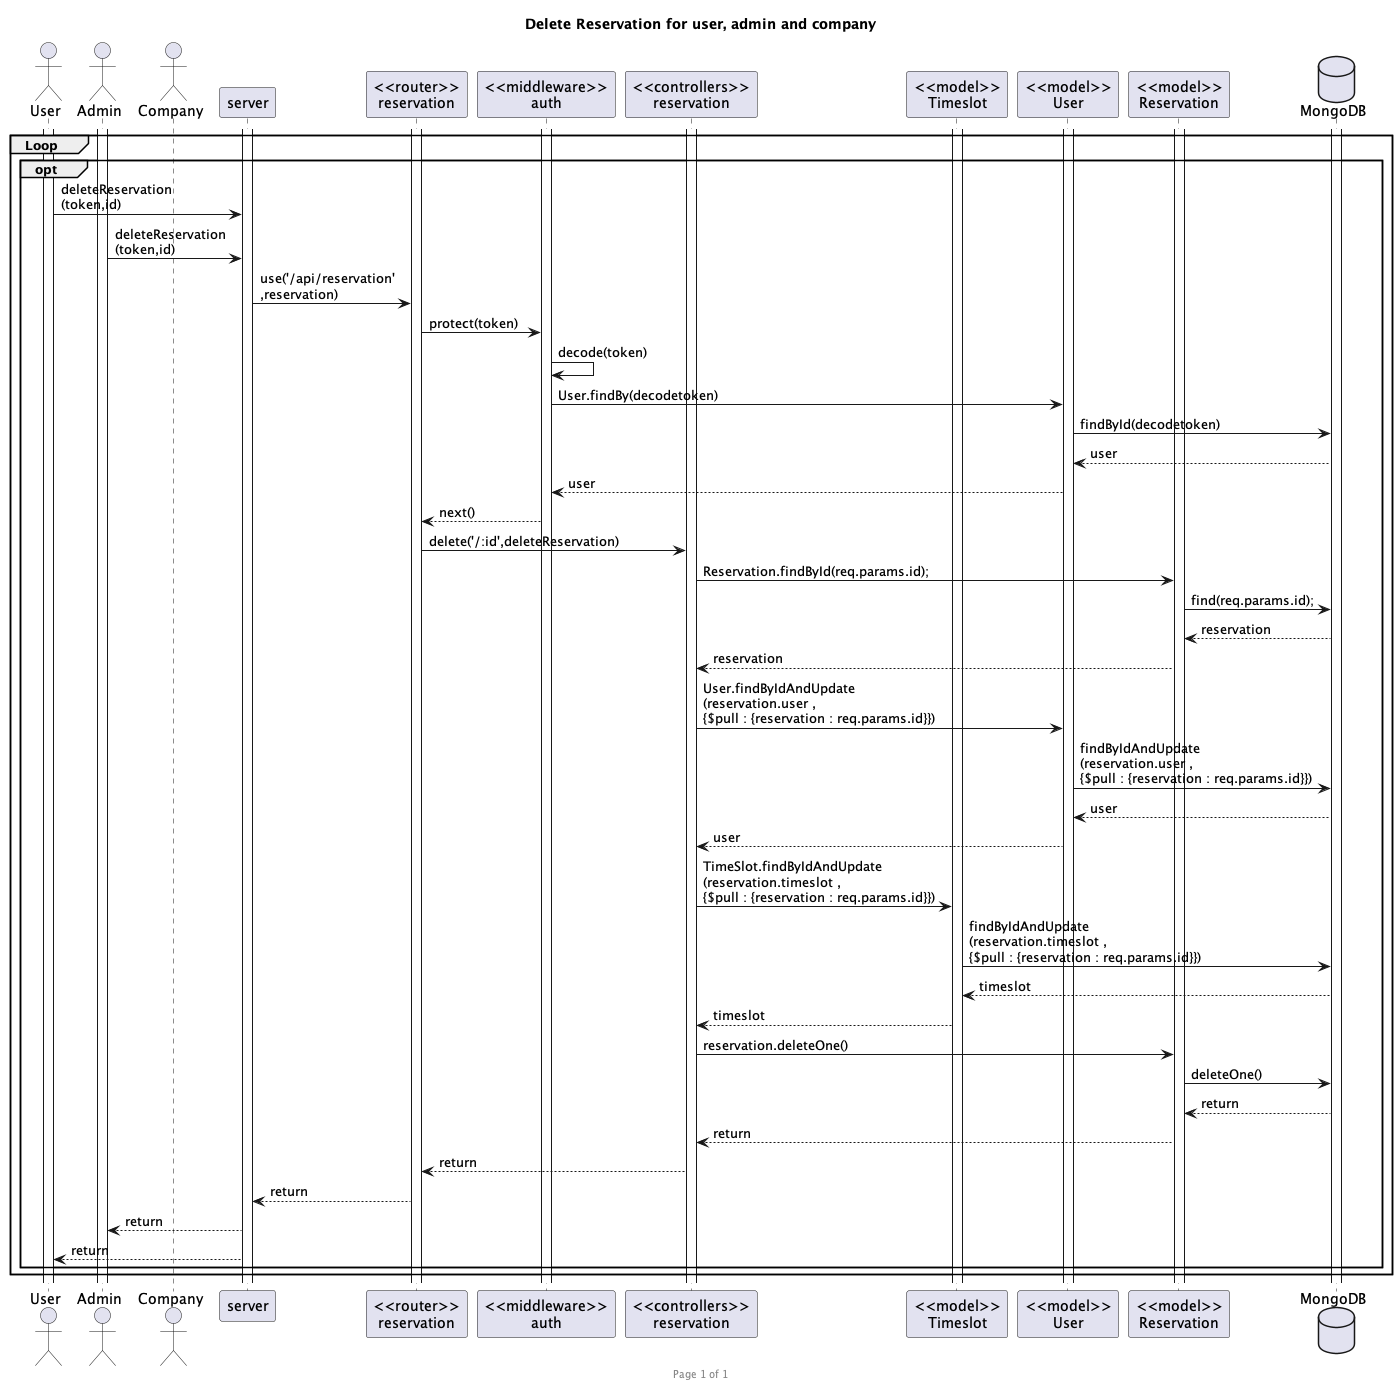 Delete Reservation for user, admin and company
User
Admin
Company
server
<<router>>
reservation
<<middleware>>
auth
<<controllers>>
reservation
<<model>>
Timeslot
<<model>>
User
<<model>>
Reservation
MongoDB
Loop
opt
deleteReservation
(token,id)
deleteReservation
(token,id)
use('/api/reservation'
,reservation)
protect(token)
decode(token)
User.findBy(decodetoken)
findById(decodetoken)
user
user
next()
delete('/:id',deleteReservation)
Reservation.findById(req.params.id);
find(req.params.id);
reservation
reservation
User.findByIdAndUpdate
(reservation.user ,
{$pull : {reservation : req.params.id}})
findByIdAndUpdate
(reservation.user ,
{$pull : {reservation : req.params.id}})
user
user
TimeSlot.findByIdAndUpdate
(reservation.timeslot ,
{$pull : {reservation : req.params.id}})
findByIdAndUpdate
(reservation.timeslot ,
{$pull : {reservation : req.params.id}})
timeslot
timeslot
reservation.deleteOne()
deleteOne()
return
return
return
return
return
return
User
Admin
Company
server
<<router>>
reservation
<<middleware>>
auth
<<controllers>>
reservation
<<model>>
Timeslot
<<model>>
User
<<model>>
Reservation
MongoDB
Page 1 of 1